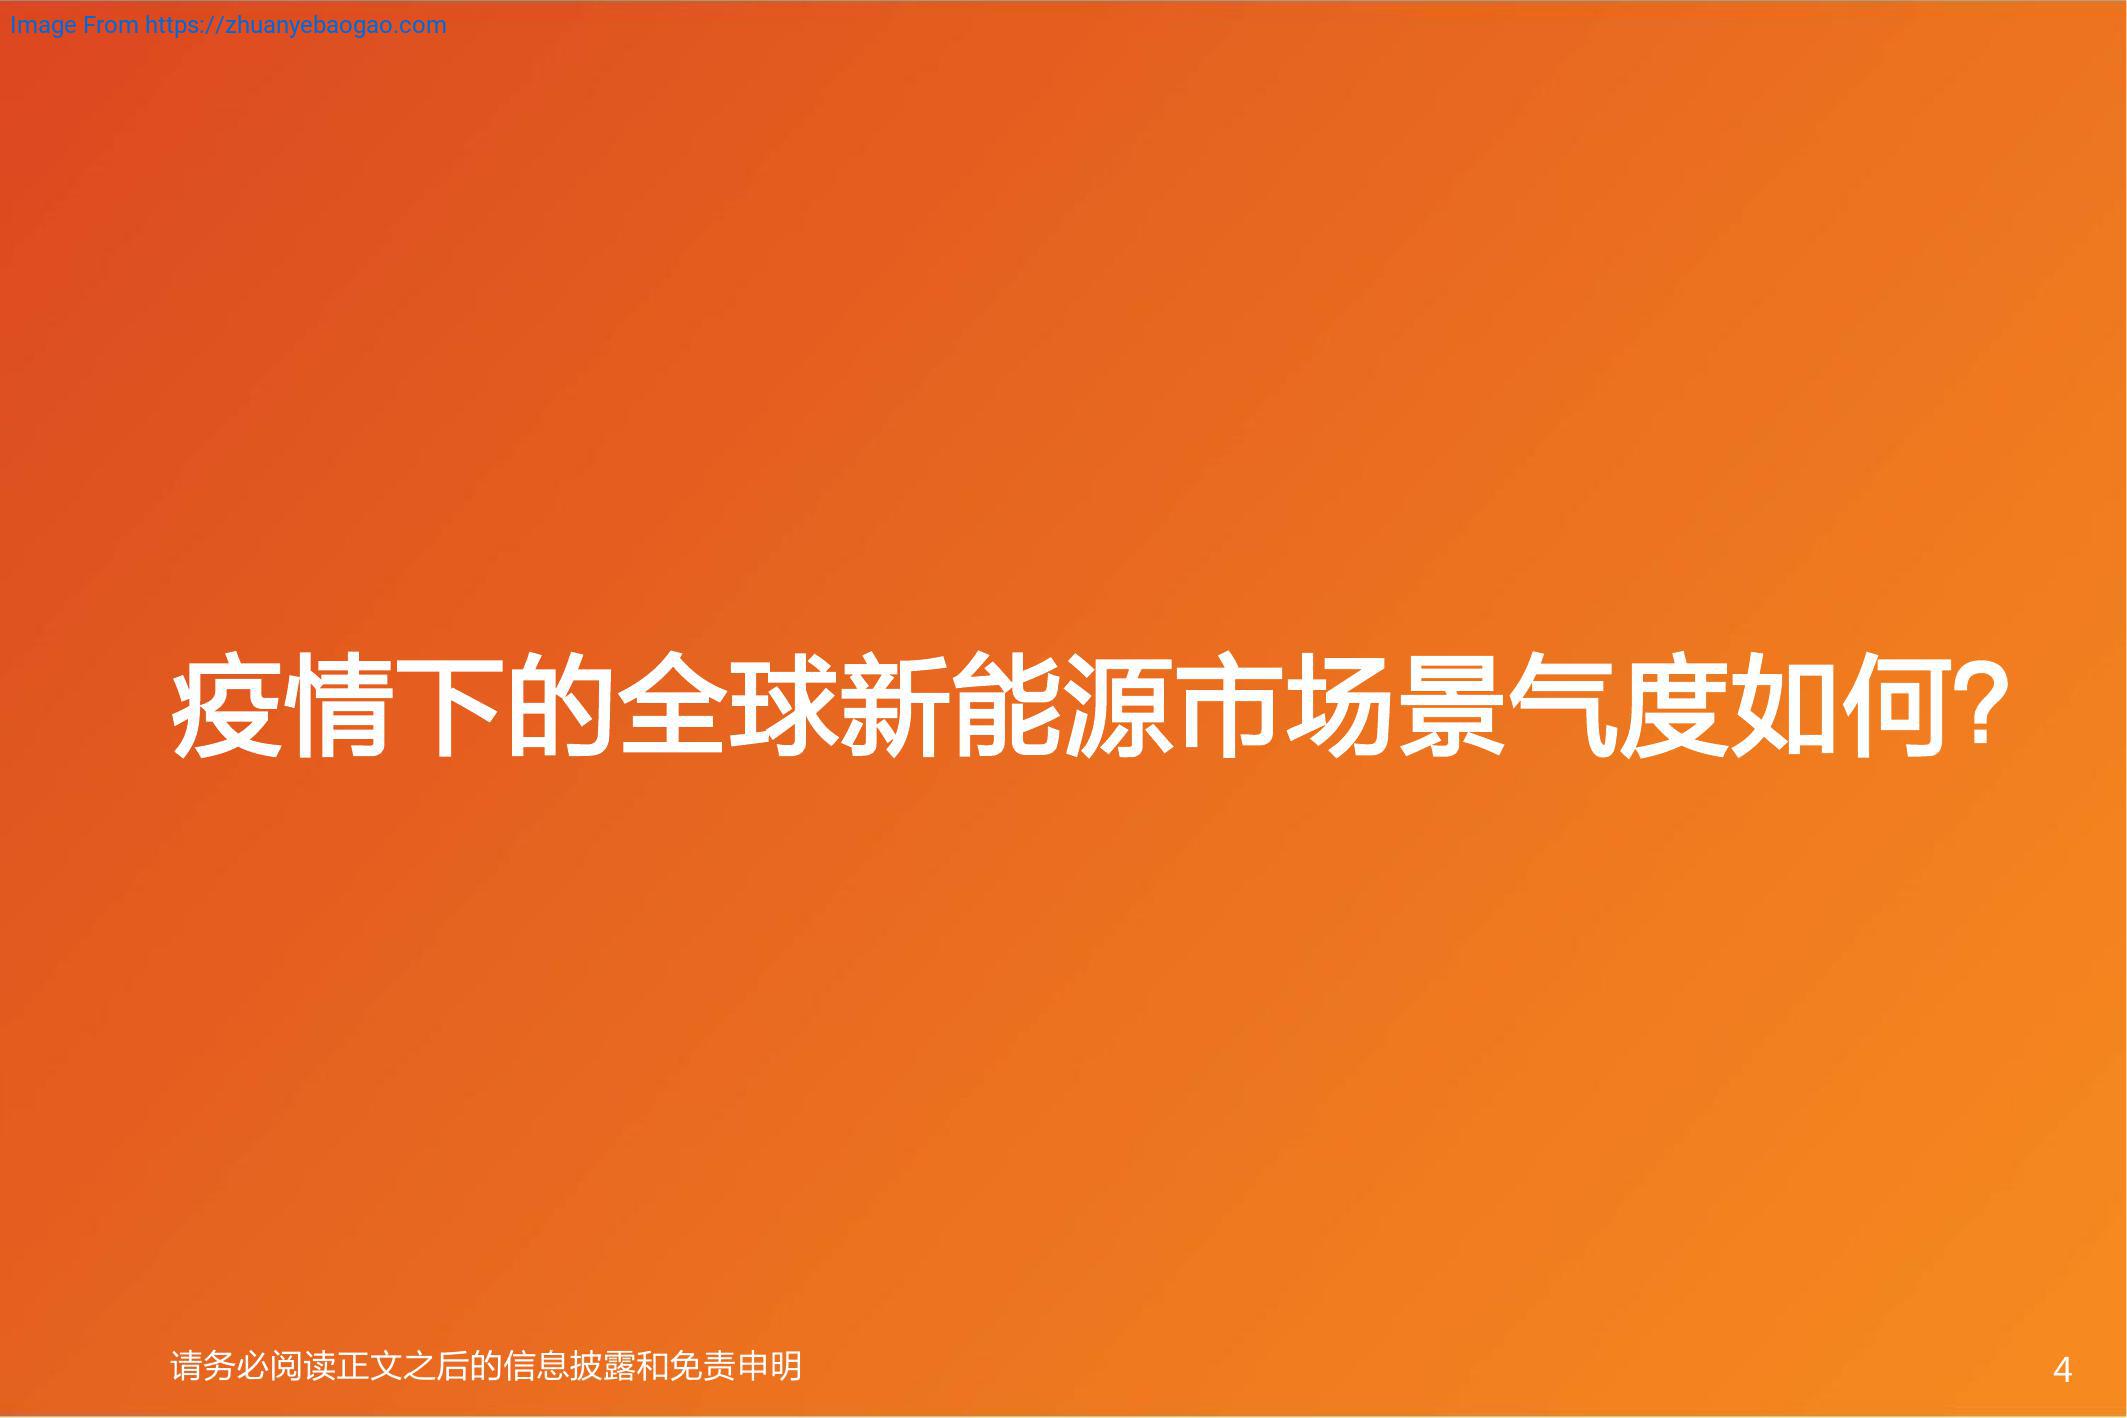 Image From https://zhuanyebaogao.com
疫情下的全球新能源市场景气度如何?
请务必阅读正文之后的信息披露和免责申明
4